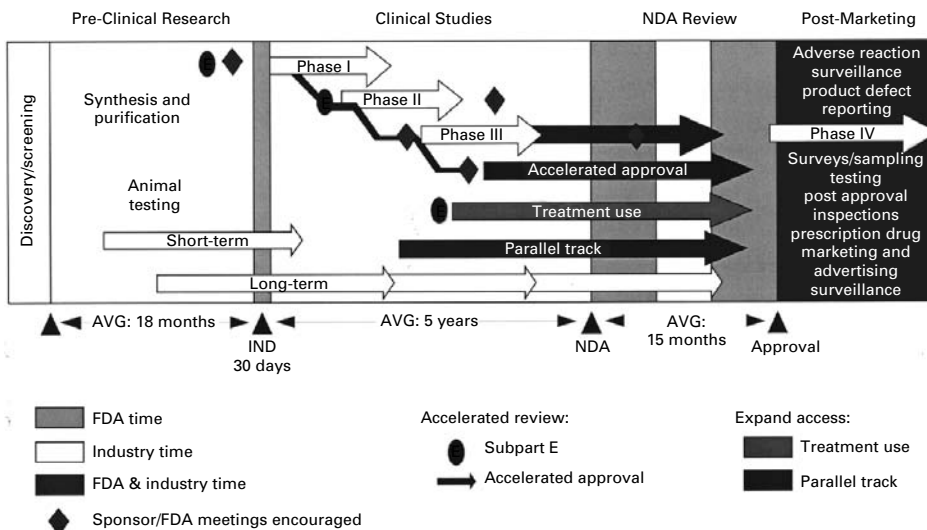 Pre-Clinical Research
Clinical Studies
NDA Review
Post-Marketing
Discovery/screening
E
Phase I
Adverse reaction
surveillance
product defect
reporting
Synthesis and
purification
E
Phase II
Phase III
Phase IV
Accelerated approval
Surveys/sampling
testing
post approval
inspections
prescription drug
marketing and
advertising
surveillance
Animal
testing
E
Treatment use
Short-term
Parallel track
Long-term
AVG: 18 months
IND
30 days
AVG: 5 years
NDA
AVG:
15 months
Approval
FDA time
Industry time
FDA & industry time
Sponsor/FDA meetings encouraged
Accelerated review:
E
Subpart E
Accelerated approval
Expand access:
Treatment use
Parallel track